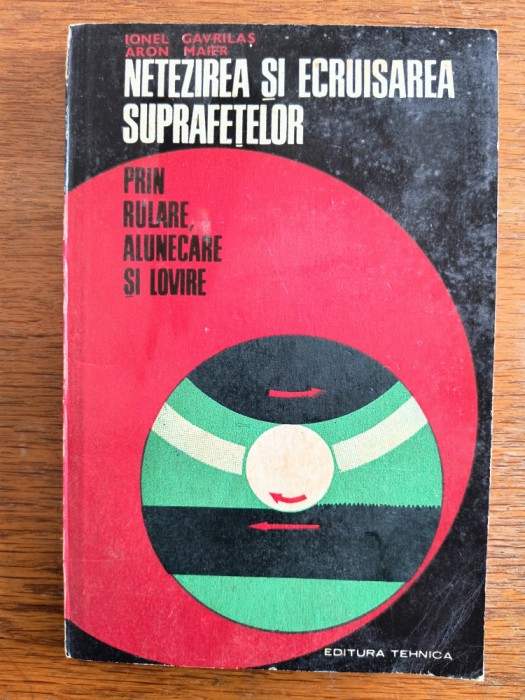 IONEL GAVRILAȘ
ARON MAIER
NETEZIREA ȘI ECRUISAREA
SUPRAFEȚELOR
PRIN
RULARE,
ALUNECARE
ȘI LOVIRE
EDITURA TEHNICA